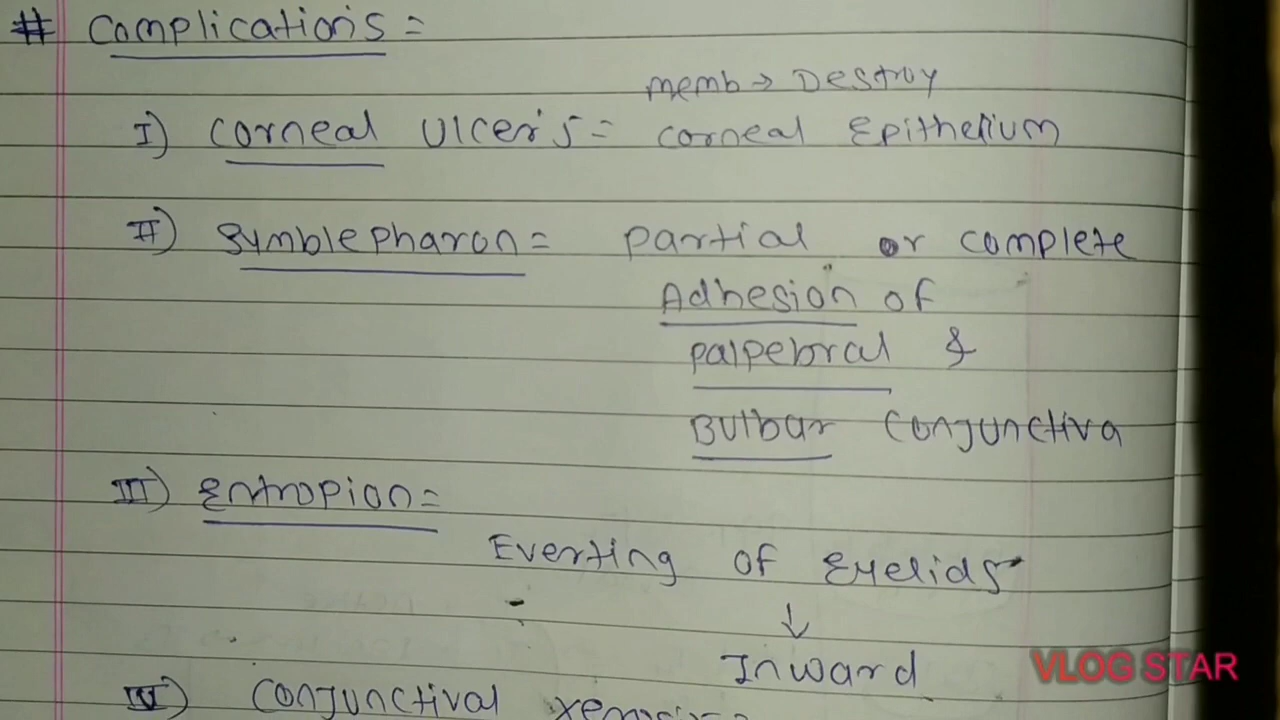 # Complications =
memb → Destroy
I) Corneal Ulcer's = corneal Epithelium
II) Symblepharon = Partial or complete
Adhesion of
Palpebral &
Bulbar Conjunctiva
III) Entropion =
Everting of Eyelids
↓
Inward
VLOG STAR
IV) Conjunctival